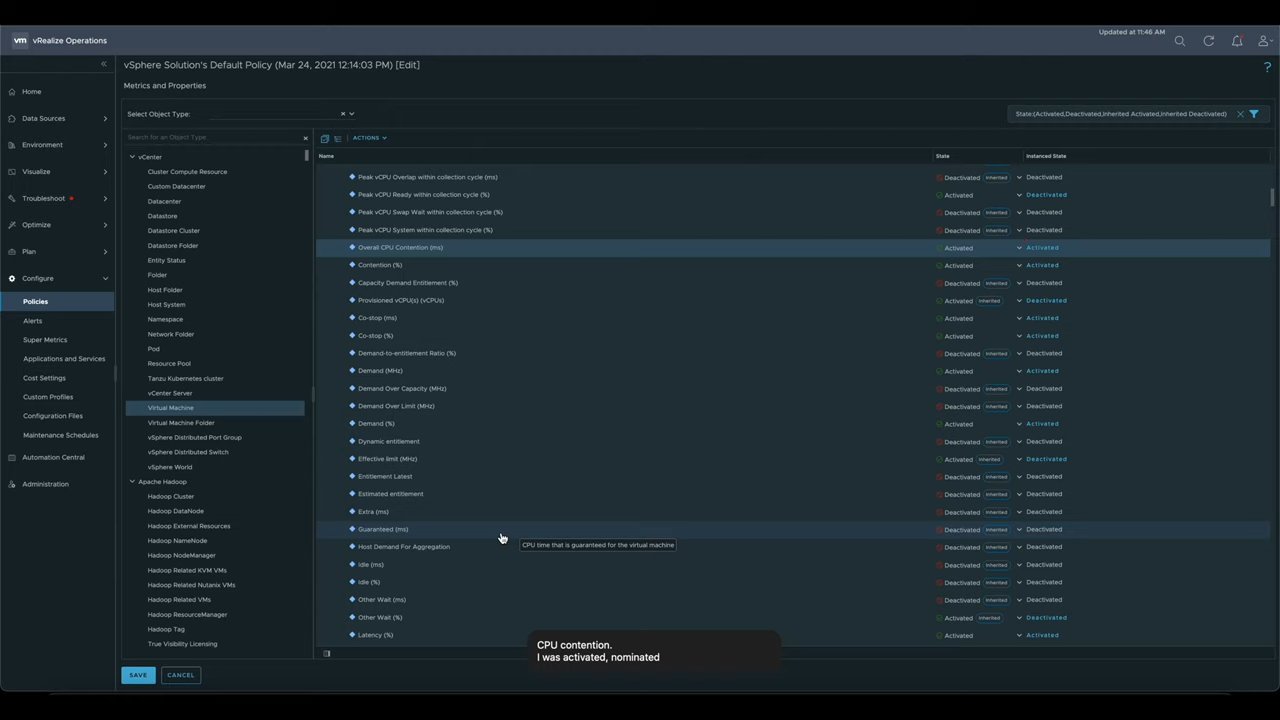 Updated at 11:46 AM
vm vRealize Operations
vSphere Solution's Default Policy (Mar 24, 2021 12:14:03 PM) [Edit]
Metrics and Properties
Home
Data Sources
Environment
Visualize
Troubleshoot
Optimize
Plan
Configure
Policies
Alerts
Super Metrics
Applications and Services
Cost Settings
Custom Profiles
Configuration Files
Maintenance Schedules
Automation Central
Administration
Select Object Type:
State:(Activated,Deactivated,Inherited Activated,Inherited Deactivated)
Search for an Object Type
vCenter
Cluster Compute Resource
Custom Datacenter
Datacenter
Datastore
Datastore Cluster
Datastore Folder
Entity Status
Folder
Host Folder
Host System
Namespace
Network Folder
Pod
Resource Pool
Tanzu Kubernetes cluster
vCenter Server
Virtual Machine
Virtual Machine Folder
vSphere Distributed Port Group
vSphere Distributed Switch
vSphere World
Apache Hadoop
Hadoop Cluster
Hadoop DataNode
Hadoop External Resources
Hadoop NameNode
Hadoop NodeManager
Hadoop Related KVM VMs
Hadoop Related Nutanix VMs
Hadoop Related VMs
Hadoop ResourceManager
Hadoop Tag
True Visibility Licensing
ACTIONS
Name State Instanced State
Peak vCPU Overlap within collection cycle (ms) Deactivated Inherited Deactivated
Peak vCPU Ready within collection cycle (%) Activated Deactivated
Peak vCPU Swap Wait within collection cycle (%) Deactivated Inherited Deactivated
Peak vCPU System within collection cycle (%) Deactivated Inherited Deactivated
Overall CPU Contention (ms) Activated Activated
Contention (%) Activated Activated
Capacity Demand Entitlement (%) Deactivated Inherited Deactivated
Provisioned vCPU(s) (vCPUs) Activated Inherited Deactivated
Co-stop (ms) Activated Activated
Co-stop (%) Activated Activated
Demand-to-entitlement Ratio (%) Deactivated Inherited Deactivated
Demand (MHz) Activated Activated
Demand Over Capacity (MHz) Deactivated Inherited Deactivated
Demand Over Limit (MHz) Deactivated Inherited Deactivated
Demand (%) Activated Activated
Dynamic entitlement Deactivated Inherited Deactivated
Effective limit (MHz) Activated Inherited Deactivated
Entitlement Latest Deactivated Inherited Deactivated
Estimated entitlement Deactivated Inherited Deactivated
Extra (ms) Deactivated Inherited Deactivated
Guaranteed (ms) Deactivated Inherited Deactivated
CPU time that is guaranteed for the virtual machine
Host Demand For Aggregation Deactivated Inherited Deactivated
Idle (ms) Deactivated Inherited Deactivated
Idle (%) Deactivated Inherited Deactivated
Other Wait (ms) Deactivated Inherited Deactivated
Other Wait (%) Activated Inherited Deactivated
Latency (%) Activated Activated
CPU contention.
I was activated, nominated
SAVE CANCEL